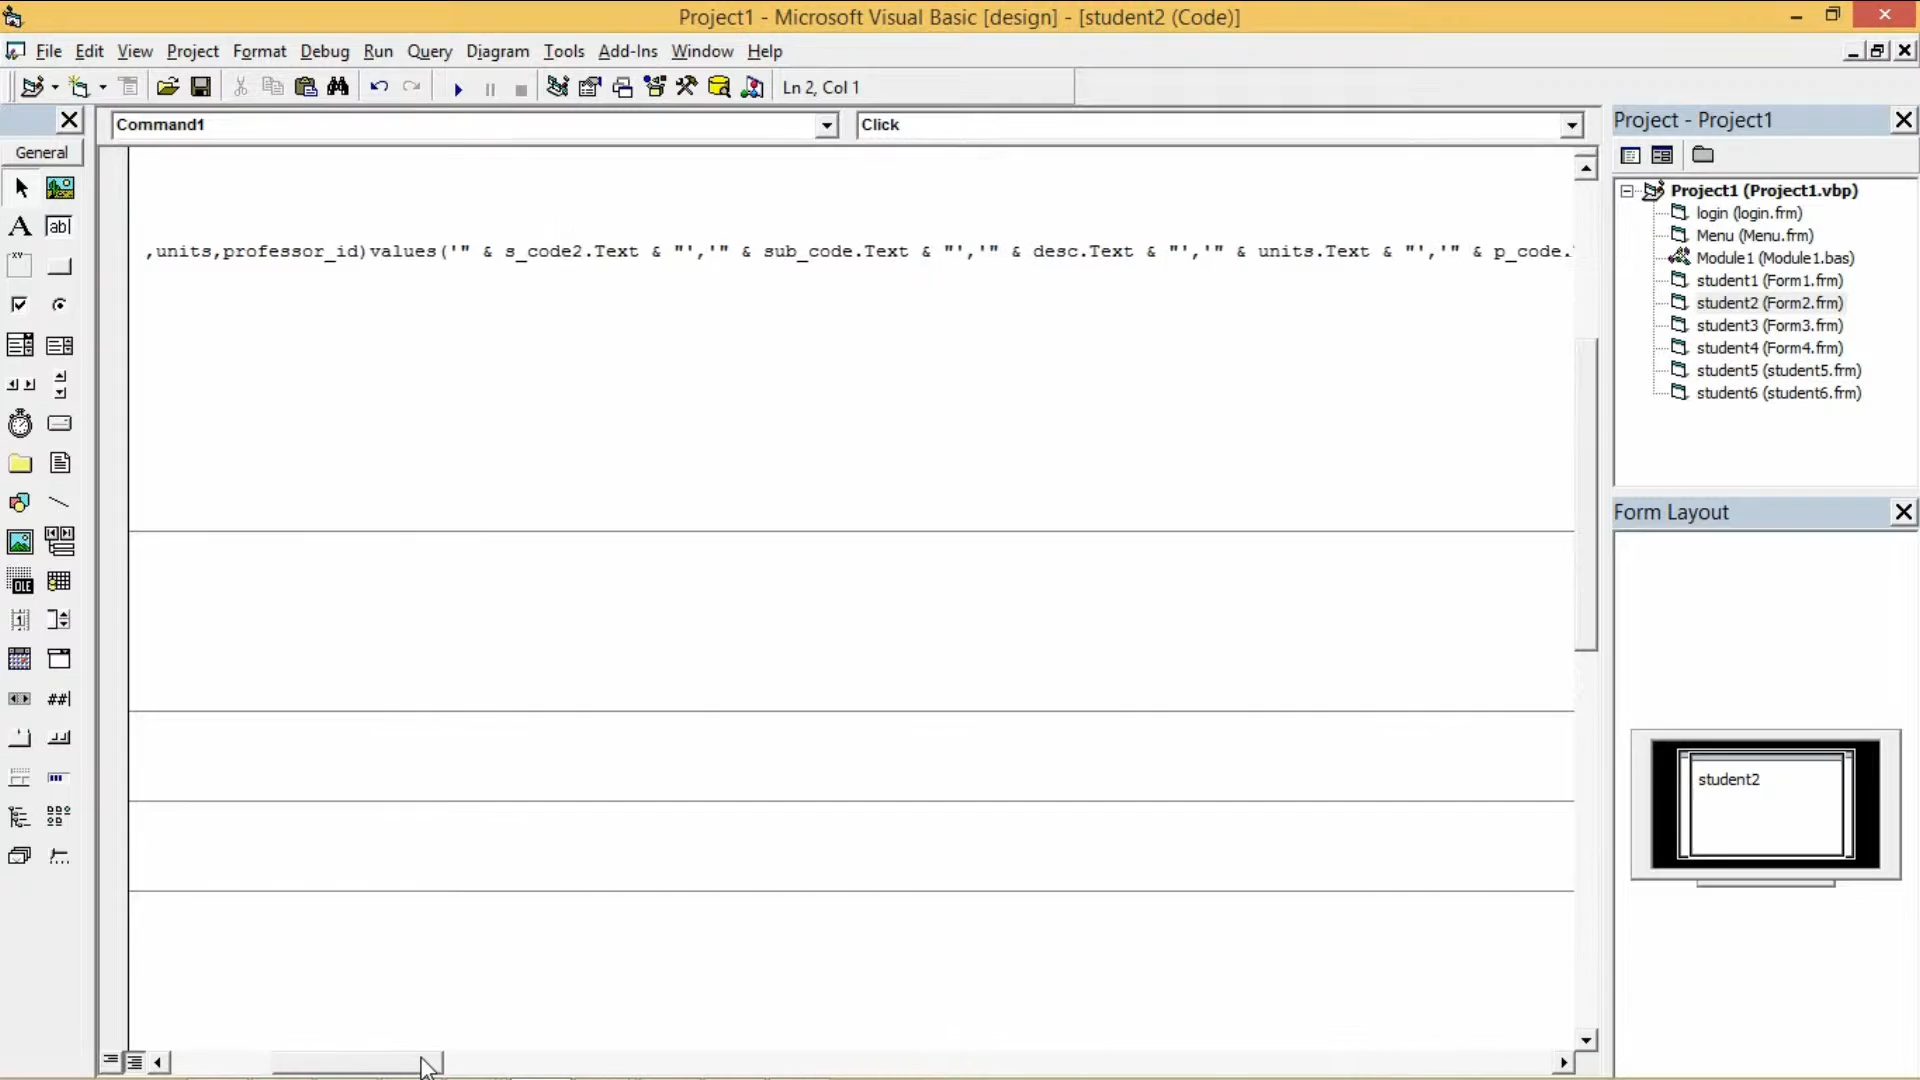 Project1 - Microsoft Visual Basic [design] - [student2 (Code)]
File Edit View Project Format Debug Run Query Diagram Tools Add-Ins Window Help
Ln 2, Col 1
General
Command1
Click
,units,professor_id)values('" & s_code2.Text & "','" & sub_code.Text & "','" & desc.Text & "','" & units.Text & "','" & p_code.
Project - Project1
Project1 (Project1.vbp)
login (login.frm)
Menu (Menu.frm)
Module1 (Module1.bas)
student1 (Form1.frm)
student2 (Form2.frm)
student3 (Form3.frm)
student4 (Form4.frm)
student5 (student5.frm)
student6 (student6.frm)
Form Layout
student2